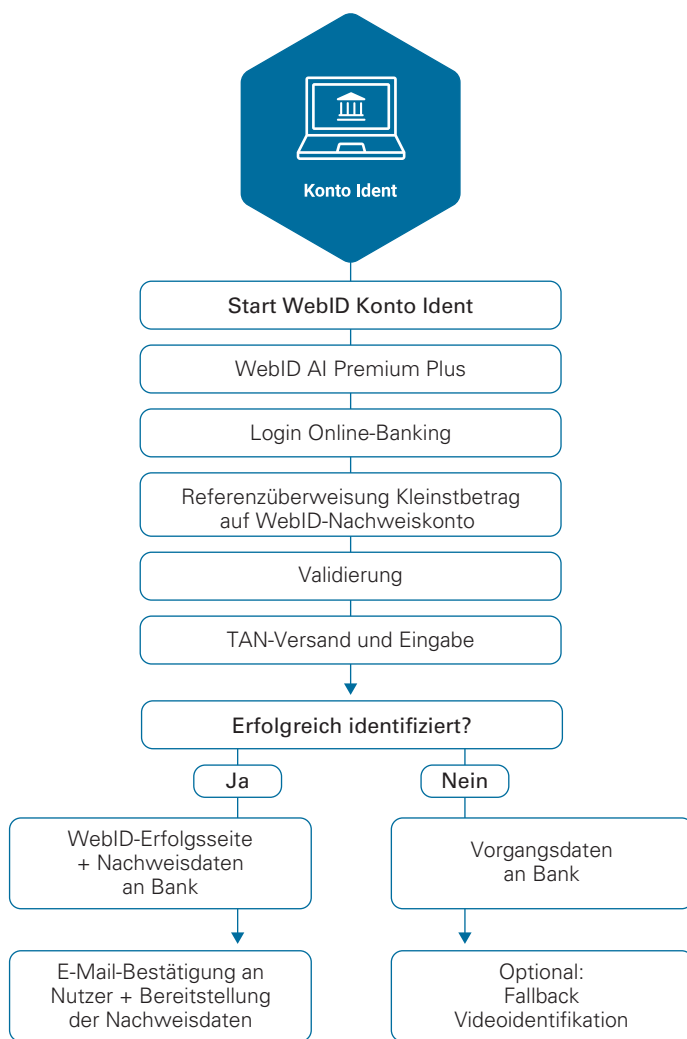 Konto Ident
Start WebID Konto Ident
WebID AI Premium Plus
Login Online-Banking
Referenzüberweisung Kleinstbetrag
auf WebID-Nachweiskonto
Validierung
TAN-Versand und Eingabe
Erfolgreich identifiziert?
Ja
Nein
WebID-Erfolgsseite
+ Nachweisdaten
an Bank
Vorgangsdaten
an Bank
E-Mail-Bestätigung an
Nutzer + Bereitstellung
der Nachweisdaten
Optional:
Fallback
Videoidentifikation